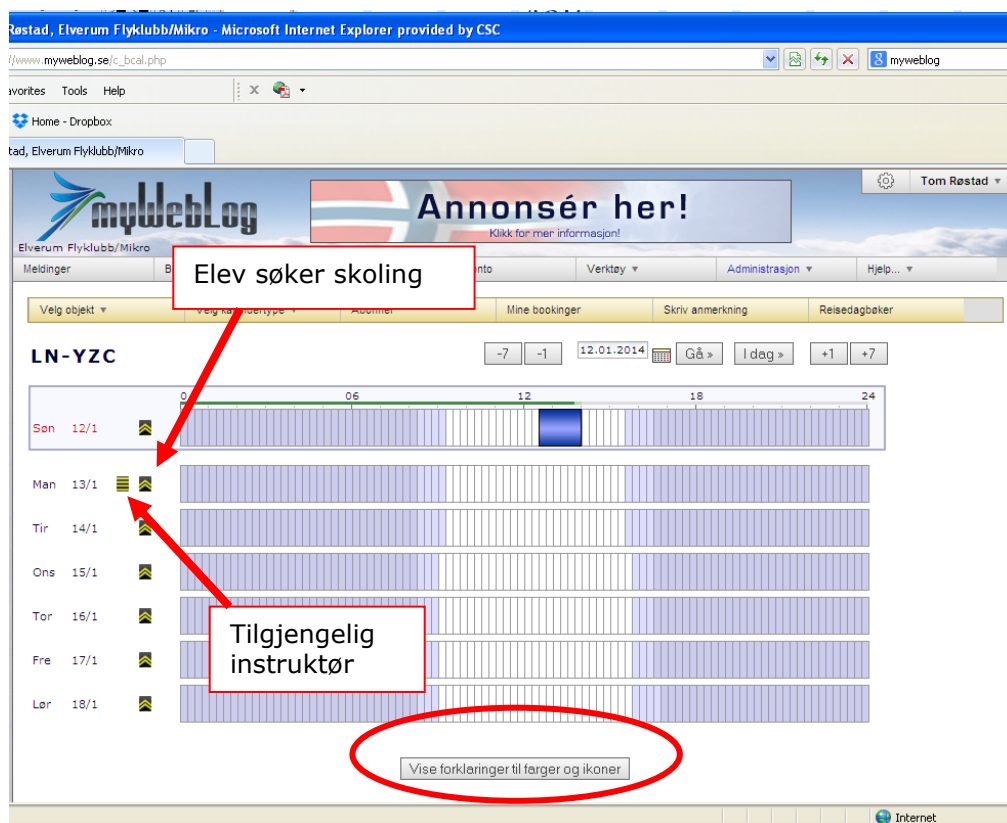 Røstad, Elverum Flyklubb/Mikro - Microsoft Internet Explorer provided by CSC
//www.myweblog.se/c_bcal.php
myweblog
avorites Tools Help
Home - Dropbox
tad, Elverum Flyklubb/Mikro
Tom Røstad
myWebLog
Annonsér her!
Klikk for mer informasjon!
Elverum Flyklubb/Mikro
Meldinger B nto Verktøy Administrasjon Hjelp...
Elev søker skoling
Velg objekt Velg kalendertype Abonner Mine bookinger Skriv anmerkning Reisedagbøker
LN-YZC -7 -1 12.01.2014 Gå» I dag» +1 +7
0 06 12 18 24
Søn 12/1
Man 13/1
Tir 14/1
Ons 15/1
Tor 16/1
Tilgjengelig
instruktør
Fre 17/1
Lør 18/1
Vise forklaringer til farger og ikoner
Internet